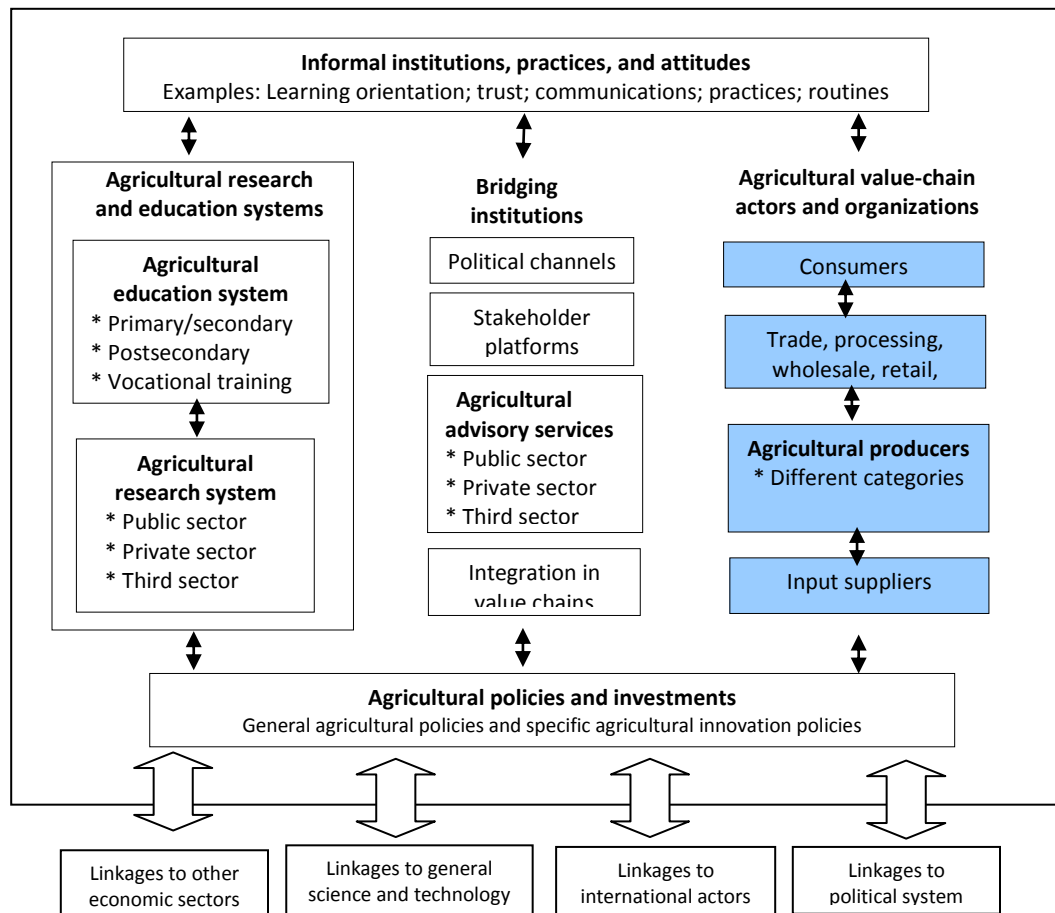 Informal institutions, practices, and attitudes
Examples: Learning orientation; trust; communications; practices; routines
Agricultural research
and education systems
Agricultural
education system
* Primary/secondary
* Postsecondary
* Vocational training
Agricultural
research system
* Public sector
* Private sector
* Third sector
Bridging
institutions
Political channels
Stakeholder
platforms
Agricultural
advisory services
* Public sector
* Private sector
* Third sector
Integration in
value chains
Agricultural value-chain
actors and organizations
Consumers
Trade, processing,
wholesale, retail,
Agricultural producers
* Different categories
Input suppliers
Agricultural policies and investments
General agricultural policies and specific agricultural innovation policies
Linkages to other
economic sectors
Linkages to general
science and technology
Linkages to
international actors
Linkages to
political system